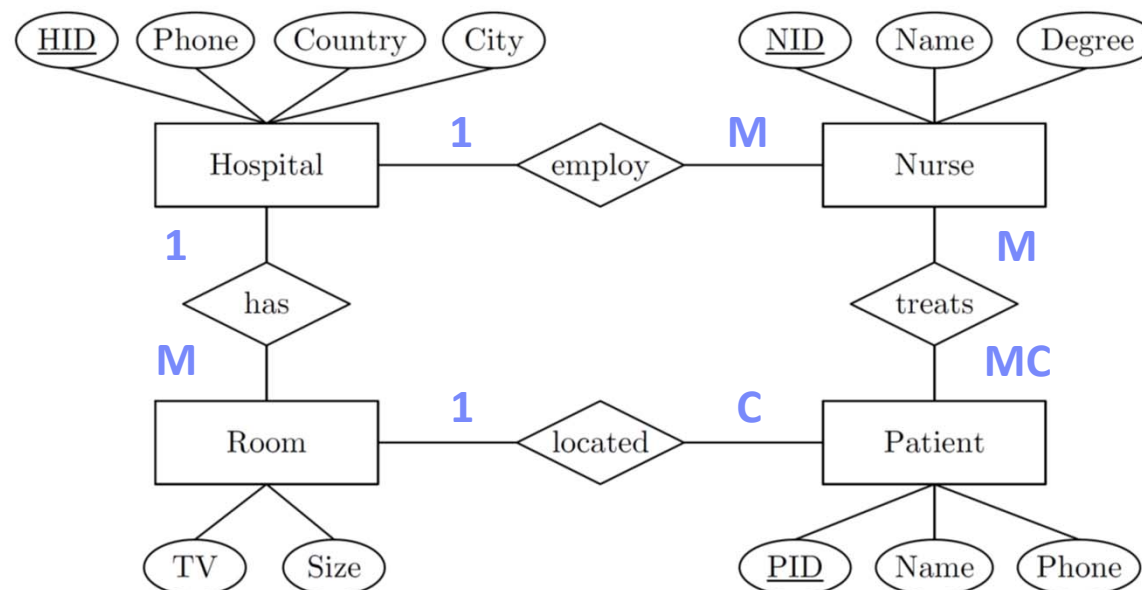 HID Phone Country City NID Name Degree
1 M
Hospital employ Nurse
1 M
has treats
M MC
1 C
Room located Patient
TV Size PID Name Phone